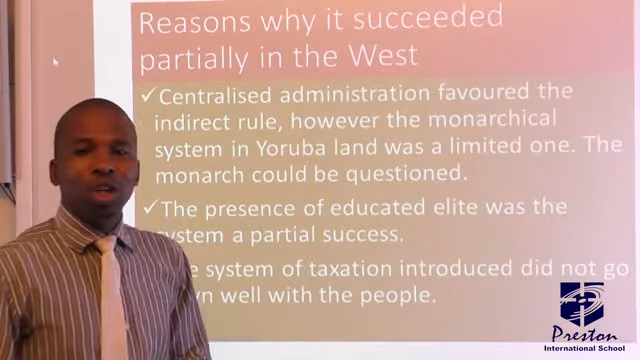 Reasons why it succeeded
partially in the West
✓Centralised administration favoured the
indirect rule, however the monarchical
system in Yoruba land was a limited one. The
monarch could be questioned.
✓The presence of educated elite was the
system a partial success.
system of taxation introduced did not go
well with the people.
Preston
International School